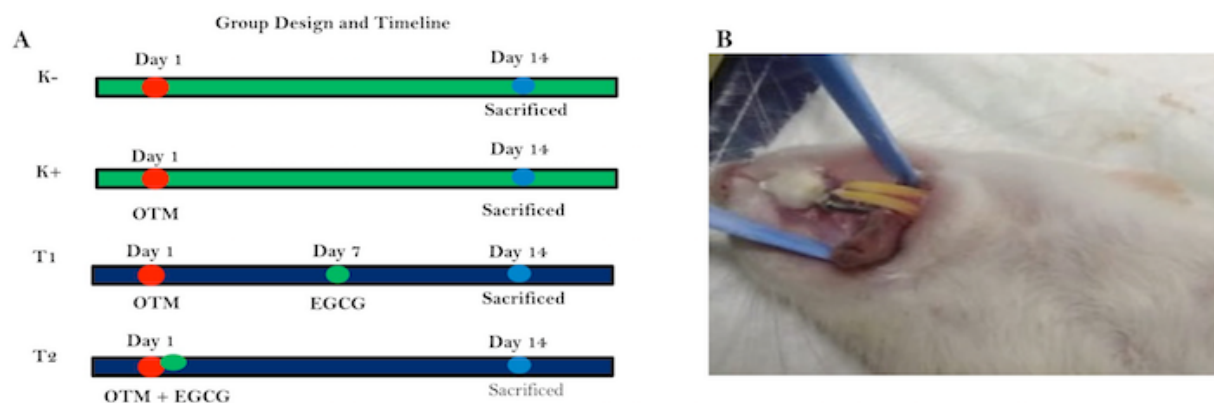 Group Design and Timeline
A
K-
Day 1
Day 14
Sacrificed
K+
Day 1
Day 14
OTM
Sacrificed
T1
Day 1
Day 7
Day 14
OTM
EGCG
Sacrificed
T2
Day 1
Day 14
OTM + EGCG
Sacrificed
B